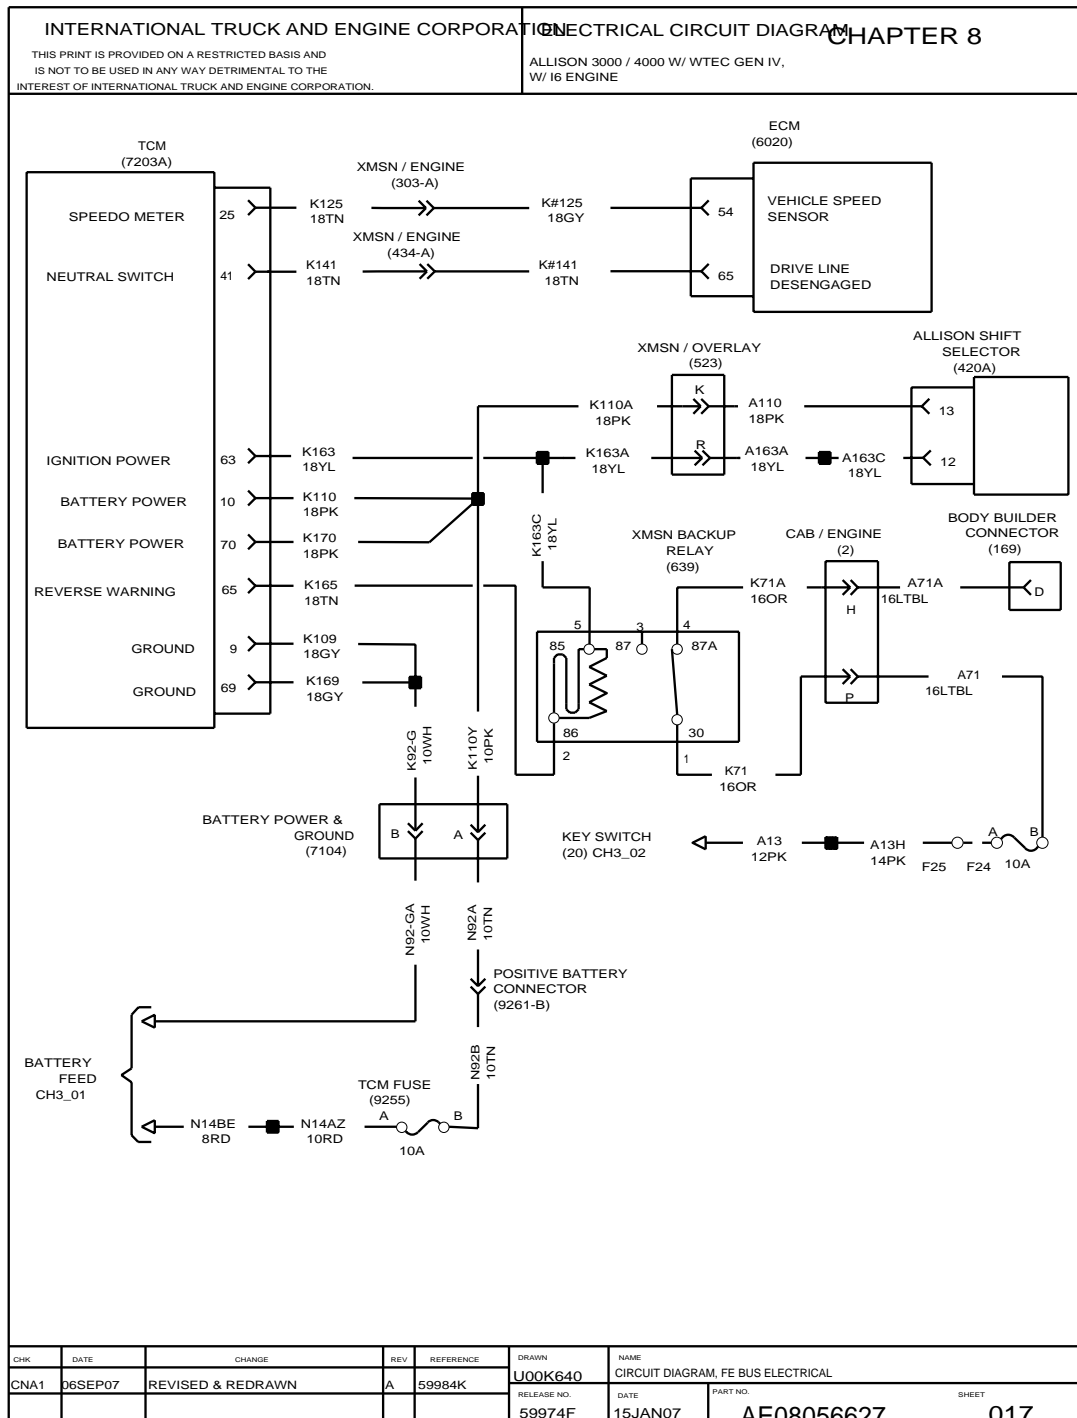 INTERNATIONAL TRUCK AND ENGINE CORPORATION
ELECTRICAL CIRCUIT DIAGRAM
CHAPTER 8
THIS PRINT IS PROVIDED ON A RESTRICTED BASIS AND
IS NOT TO BE USED IN ANY WAY DETRIMENTAL TO THE
INTEREST OF INTERNATIONAL TRUCK AND ENGINE CORPORATION.
ALLISON 3000 / 4000 W/ WTEC GEN IV,
W/ I6 ENGINE
TCM
(7203A)
XMSN / ENGINE
(303-A)
ECM
(6020)
SPEEDO METER
25
K125
18TN
K#125
18GY
54
VEHICLE SPEED
SENSOR
XMSN / ENGINE
(434-A)
NEUTRAL SWITCH
41
K141
18TN
K#141
18TN
65
DRIVE LINE
DESENGAGED
XMSN / OVERLAY
(523)
ALLISON SHIFT
SELECTOR
(420A)
K110A
18PK
K
A110
18PK
13
IGNITION POWER
63
K163
18YL
K163A
18YL
R
A163A
18YL
A163C
18YL
12
BATTERY POWER
10
K110
18PK
BATTERY POWER
70
K170
18PK
K163C
18YL
XMSN BACKUP
RELAY
(639)
CAB / ENGINE
(2)
BODY BUILDER
CONNECTOR
(169)
REVERSE WARNING
65
K165
18TN
K71A
16OR
H
A71A
16LTBL
D
GROUND
9
K109
18GY
5
3
4
85
87
87A
GROUND
69
K169
18GY
P
A71
16LTBL
86
30
2
1
K71
16OR
K92-G
10WH
K110Y
10PK
BATTERY POWER &
GROUND
(7104)
B
A
KEY SWITCH
(20) CH3_02
A13
12PK
A13H
14PK
F25
F24
A
B
10A
N92-GA
10WH
N92A
10TN
POSITIVE BATTERY
CONNECTOR
(9261-B)
N92B
10TN
BATTERY
FEED
CH3_01
TCM FUSE
(9255)
A
B
10A
N14BE
8RD
N14AZ
10RD
CHK
DATE
CHANGE
REV
REFERENCE
DRAWN
NAME
CNA1
06SEP07
REVISED & REDRAWN
A
59984K
U00K640
CIRCUIT DIAGRAM, FE BUS ELECTRICAL
RELEASE NO.
DATE
PART NO.
SHEET
59974F
15JAN07
AE08056627
017